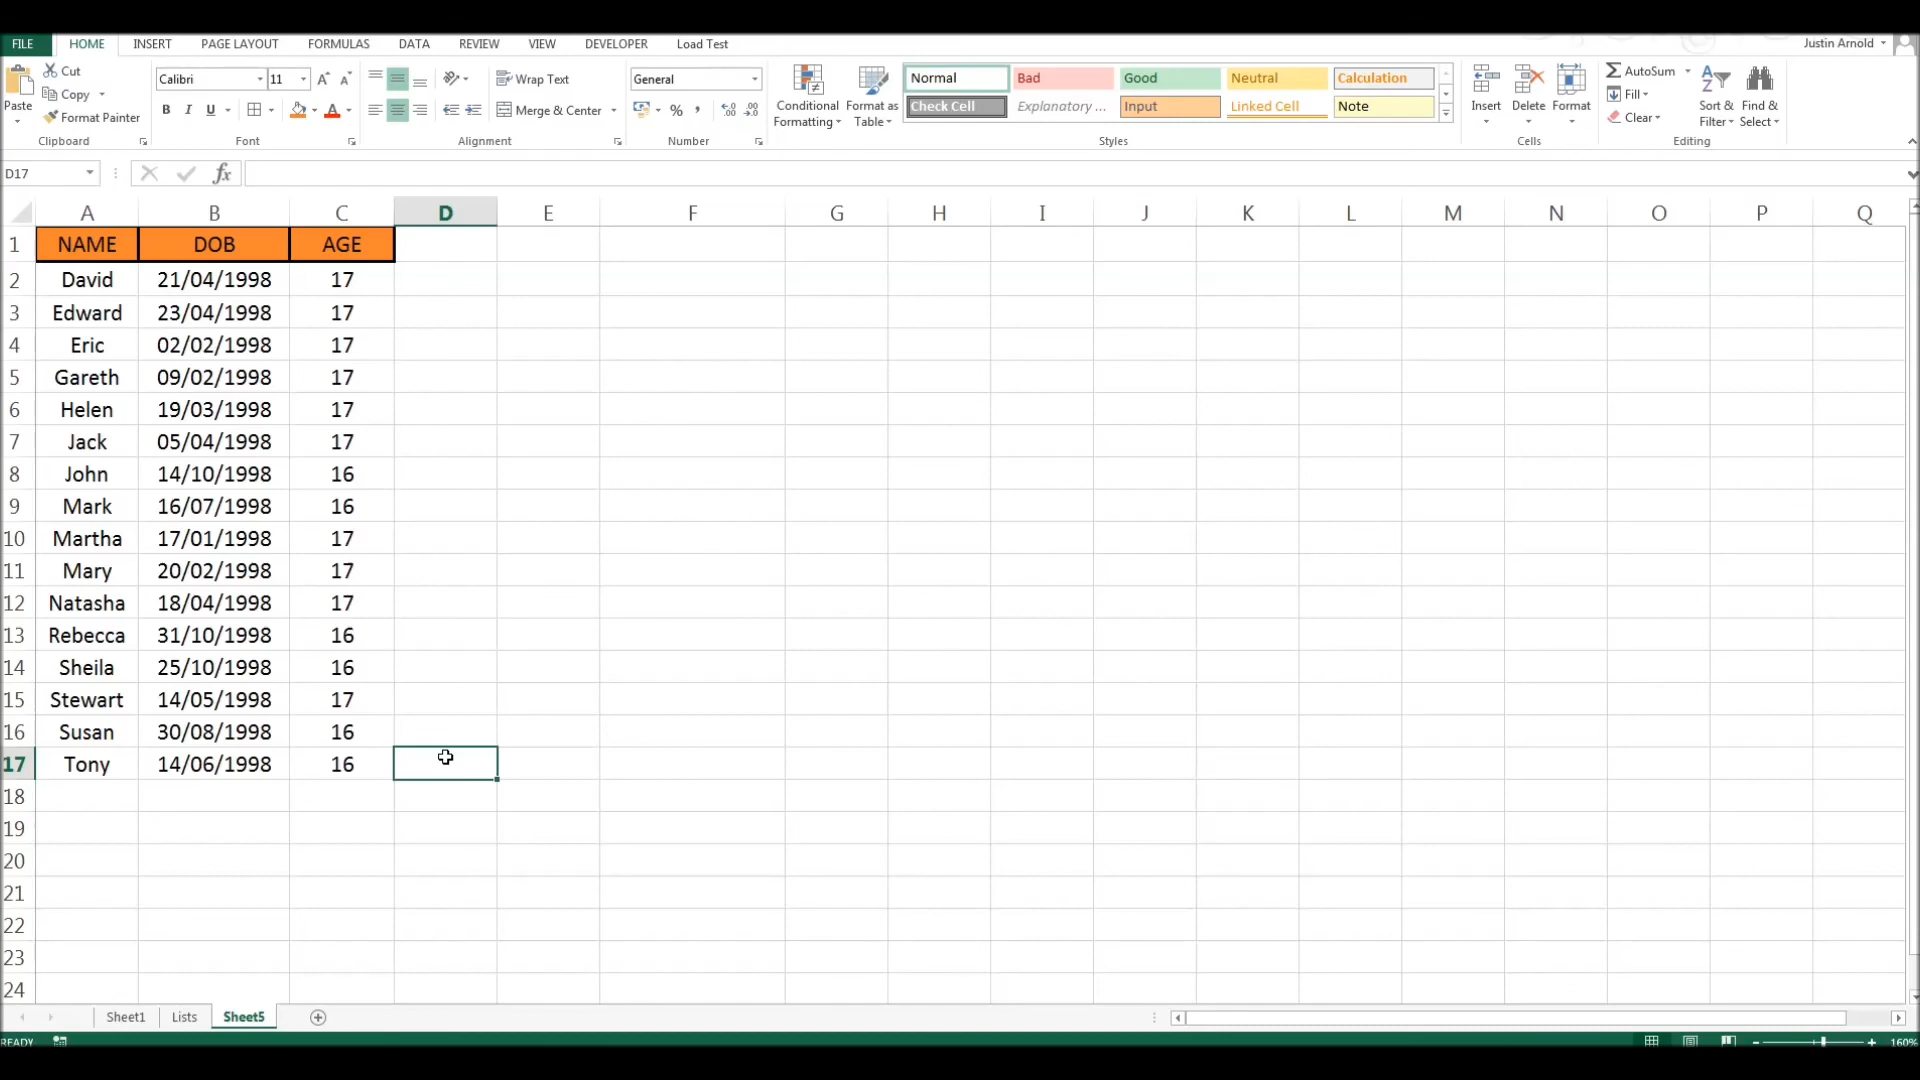 FILE HOME INSERT PAGE LAYOUT FORMULAS DATA REVIEW VIEW DEVELOPER Load Test Justin Arnold
Cut
Copy
Format Painter
Paste
Clipboard
Calibri 11
B I U
Font
Wrap Text
Merge & Center
Alignment
General
%
Number
Conditional Formatting
Format as Table
Normal Bad Good Neutral Calculation
Check Cell Explanatory ... Input Linked Cell Note
Styles
Insert Delete Format
Cells
AutoSum
Fill
Clear
Sort & Filter
Find & Select
Editing
D17 fx
A B C D E F G H I J K L M N O P Q
1 NAME DOB AGE
2 David 21/04/1998 17
3 Edward 23/04/1998 17
4 Eric 02/02/1998 17
5 Gareth 09/02/1998 17
6 Helen 19/03/1998 17
7 Jack 05/04/1998 17
8 John 14/10/1998 16
9 Mark 16/07/1998 16
10 Martha 17/01/1998 17
11 Mary 20/02/1998 17
12 Natasha 18/04/1998 17
13 Rebecca 31/10/1998 16
14 Sheila 25/10/1998 16
15 Stewart 14/05/1998 17
16 Susan 30/08/1998 16
17 Tony 14/06/1998 16
18
19
20
21
22
23
24
Sheet1 Lists Sheet5
READY 160%